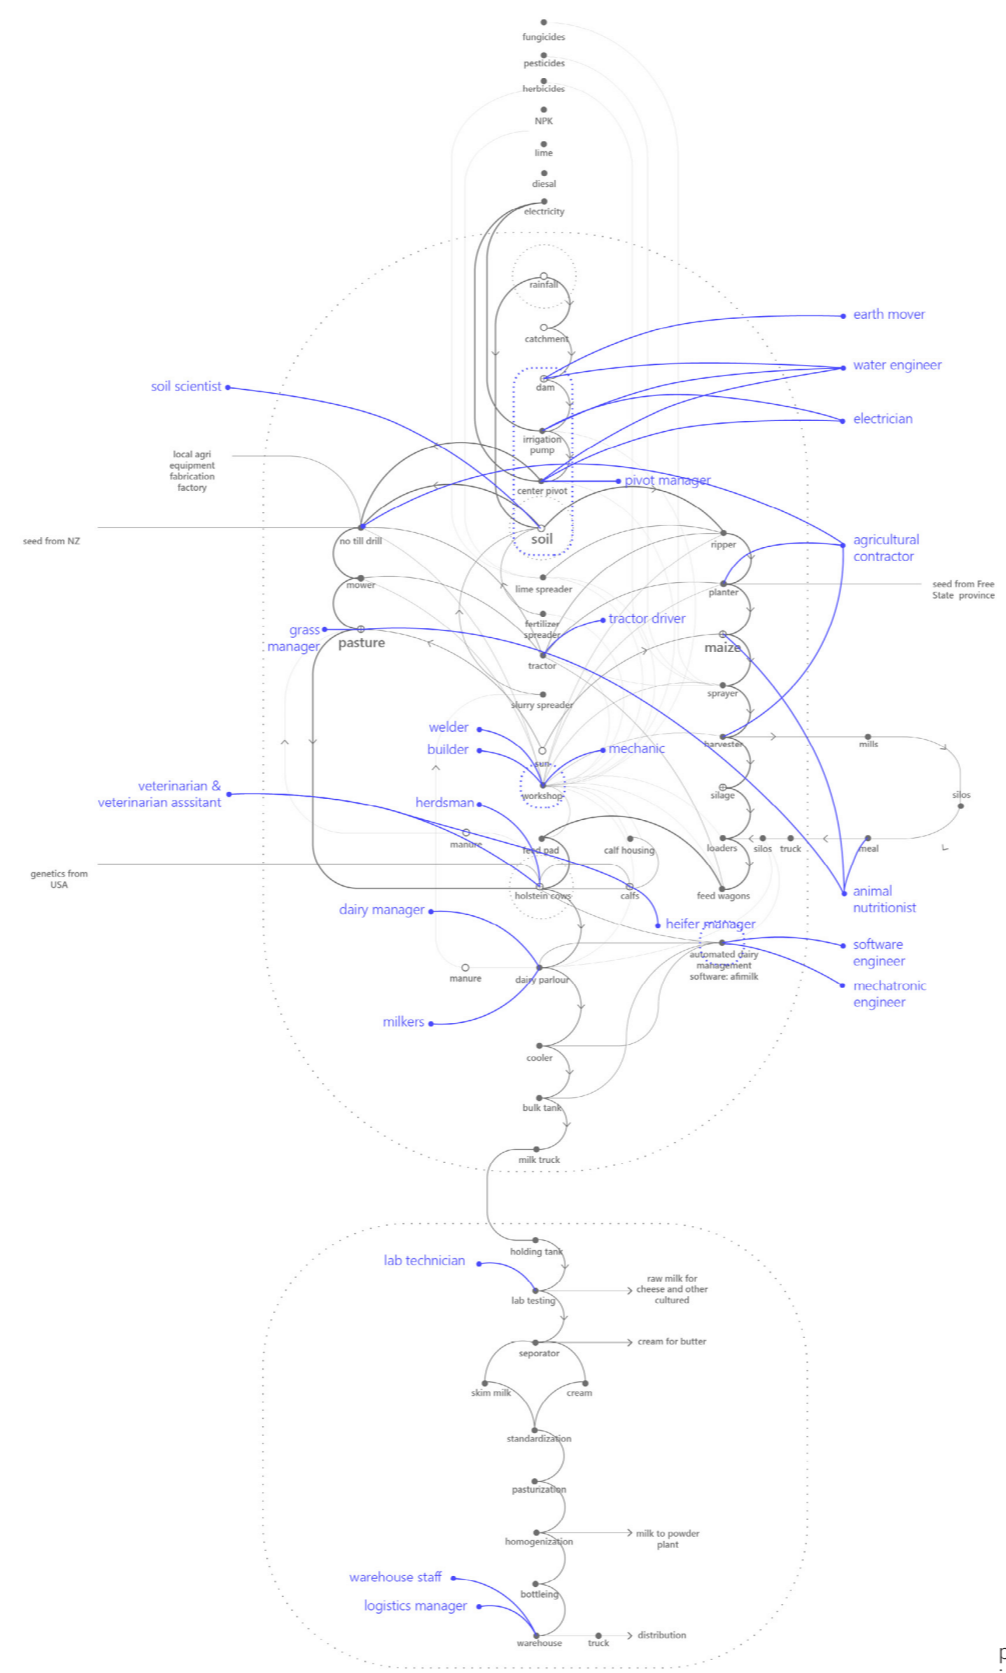 fungicides
pesticides
herbicides
NPK
lime
diesal
electricity
rainfall
catchment
earth mover
water engineer
dam
soil scientist
electrician
irrigation
pump
local agri
equipment
fabrication
factory
center pivot
pivot manager
seed from NZ
no till drill
soil
ripper
agricultural
contractor
mower
lime spreader
planter
seed from Free
State province
grass
manager
pasture
fertilizer
spreader
tractor driver
maize
tractor
sprayer
slurry spreader
welder
builder
mechanic
harvester
mills
sun
veterinarian &
veterinarian asssitant
workshop
silage
silos
herdsman
manure
feed pad
calf housing
loaders
silos
truck
meal
genetics from
USA
holstein cows
calfs
feed wagons
animal
nutritionist
dairy manager
heifer manager
software
engineer
automated dairy
management
software: afimilk
manure
dairy parlour
mechatronic
engineer
milkers
cooler
bulk tank
milk truck
holding tank
lab technician
lab testing
raw milk for
cheese and other
cultured
seporator
cream for butter
skim milk
cream
standardization
pasturization
homogenization
milk to powder
plant
warehouse staff
bottleing
logistics manager
warehouse
truck
distribution